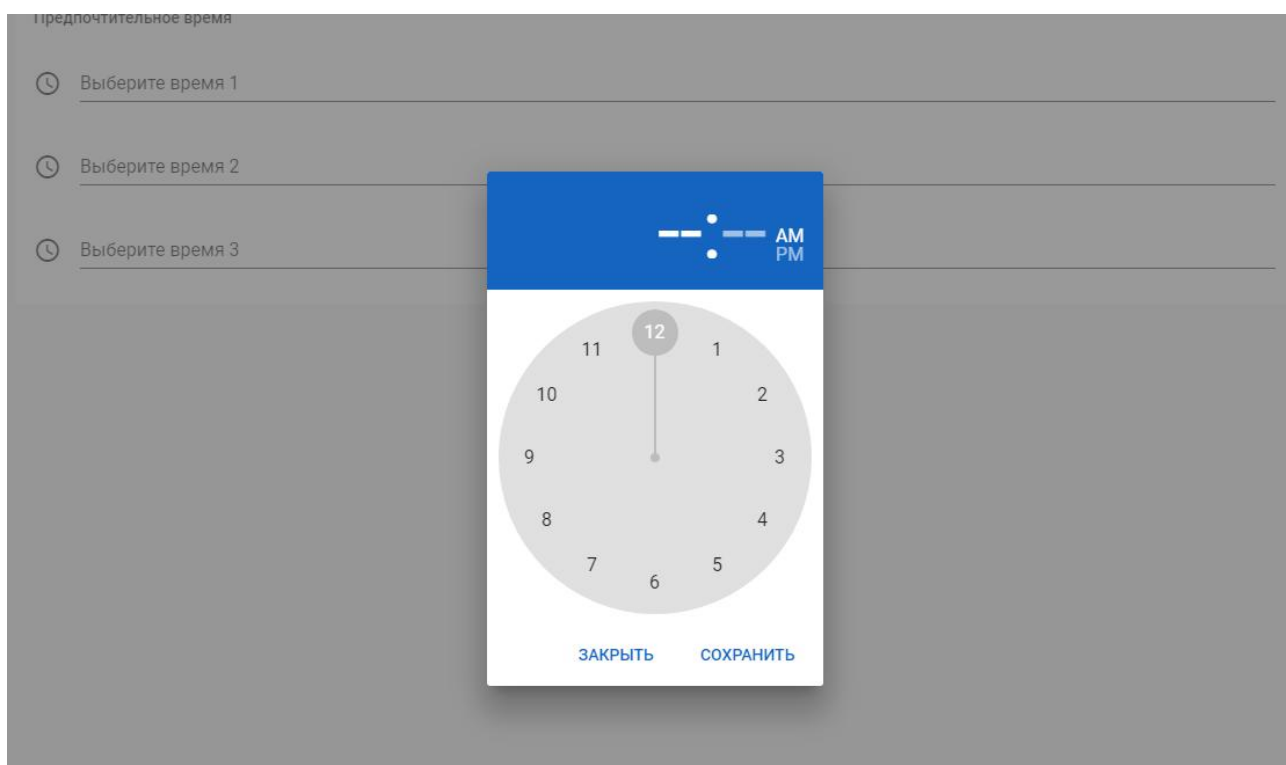 Предпочтительное время
Выберите время 1
Выберите время 2
Выберите время 3
--:-- AM
PM
12
11 1
10 2
9 3
8 4
7 5
6
ЗАКРЫТЬ СОХРАНИТЬ